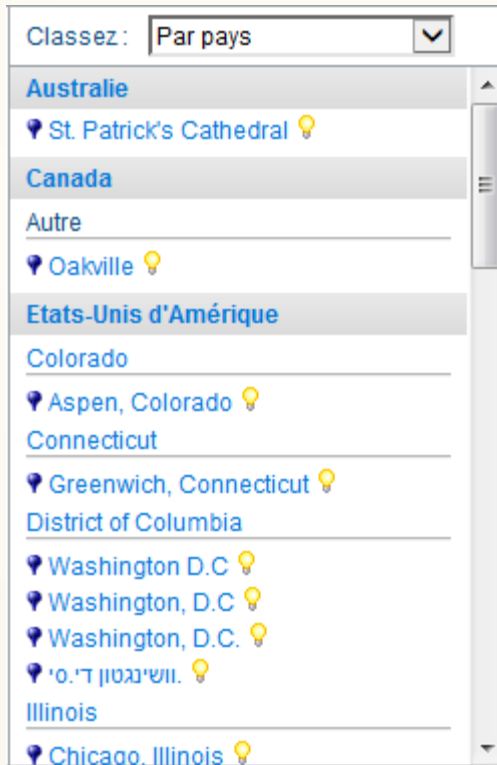 Classez : Par pays
Australie
St. Patrick's Cathedral
Canada
Autre
Oakville
Etats-Unis d'Amérique
Colorado
Aspen, Colorado
Connecticut
Greenwich, Connecticut
District of Columbia
Washington D.C
Washington, D.C
Washington, D.C.
וושינגטון די.סי.
Illinois
Chicago, Illinois